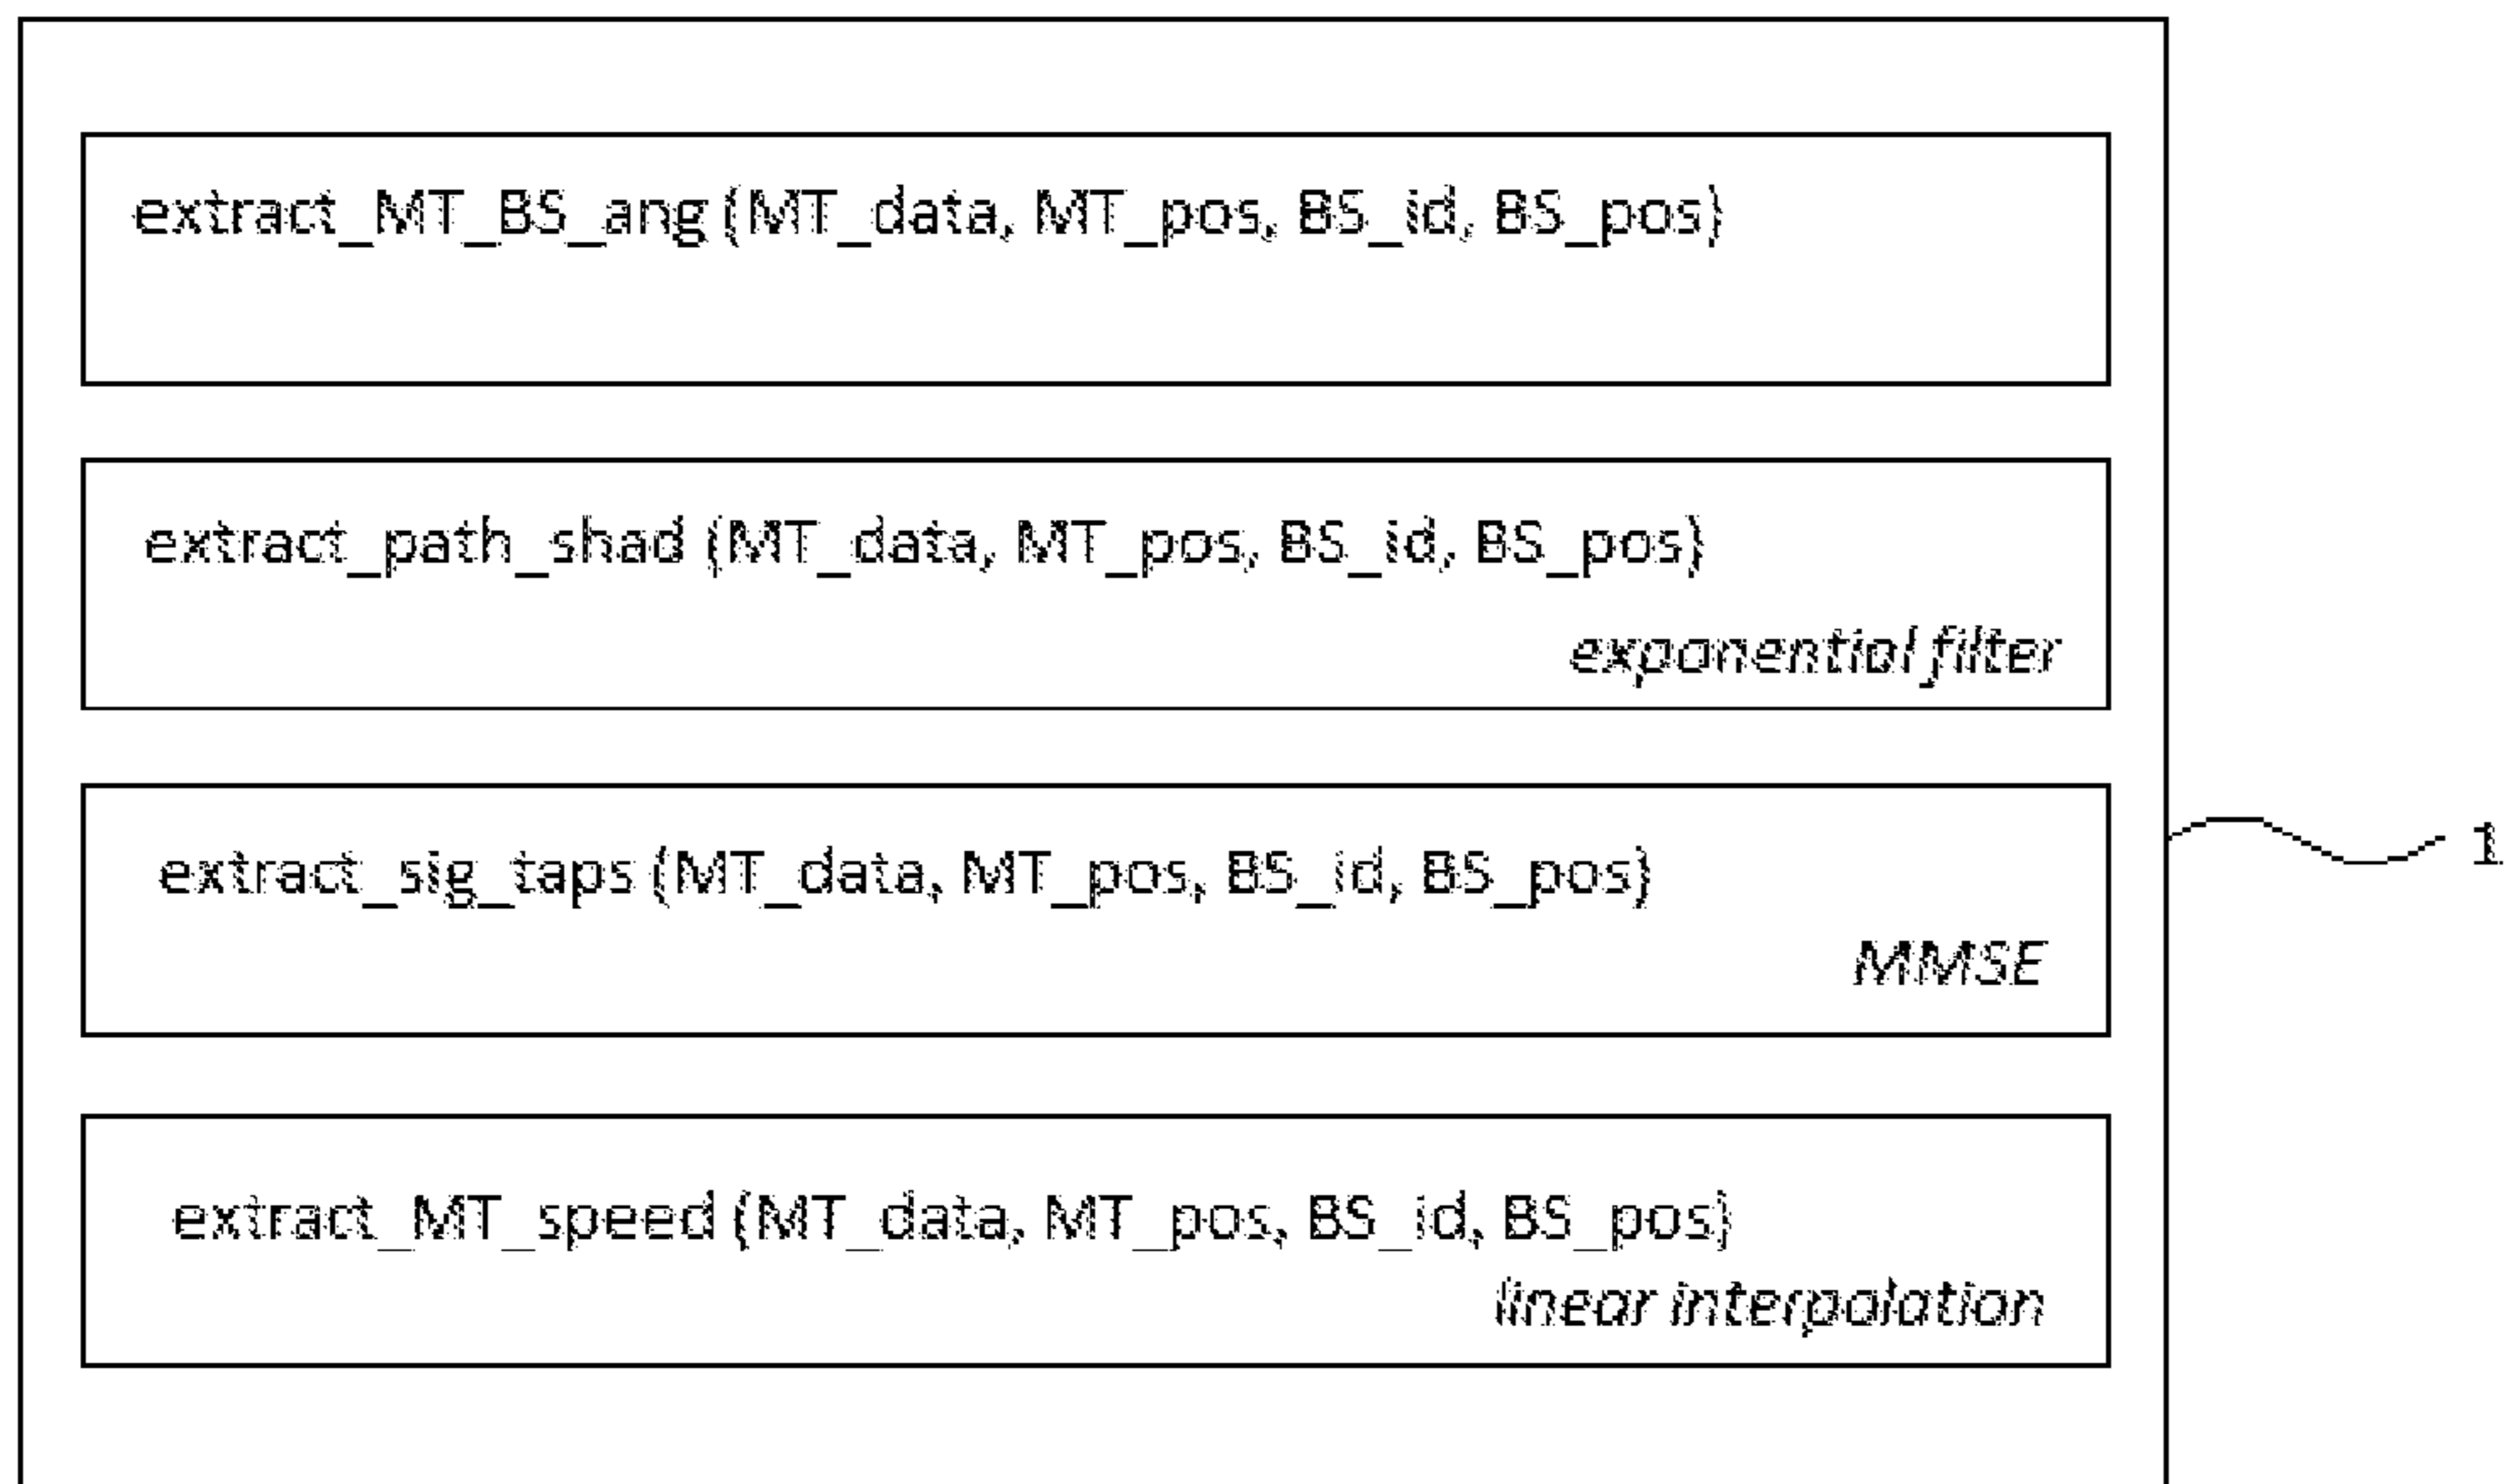 extract_MT_BS_ang (MT_data, MT_pos, BS_id, BS_pos)
extract_path_shad (MT_data, MT_pos, BS_id, BS_pos)
exponential filter
1
extract_sig_taps (MT_data, MT_pos, BS_id, BS_pos)
MMSE
extract_MT_speed (MT_data, MT_pos, BS_id, BS_pos)
linear interpolation